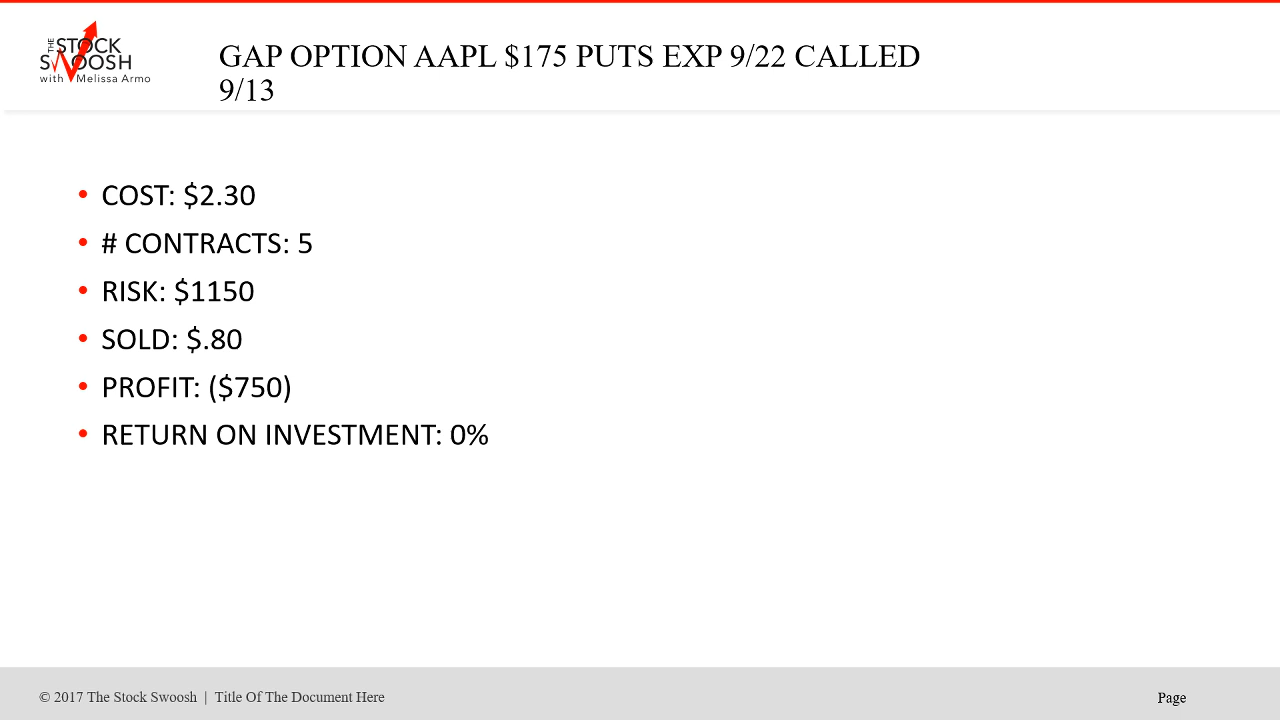 THE STOCK
SWOOSH
with Melissa Armo
GAP OPTION AAPL $175 PUTS EXP 9/22 CALLED
9/13
• COST: $2.30
• # CONTRACTS: 5
• RISK: $1150
• SOLD: $.80
• PROFIT: ($750)
• RETURN ON INVESTMENT: 0%
© 2017 The Stock Swoosh | Title Of The Document Here
Page